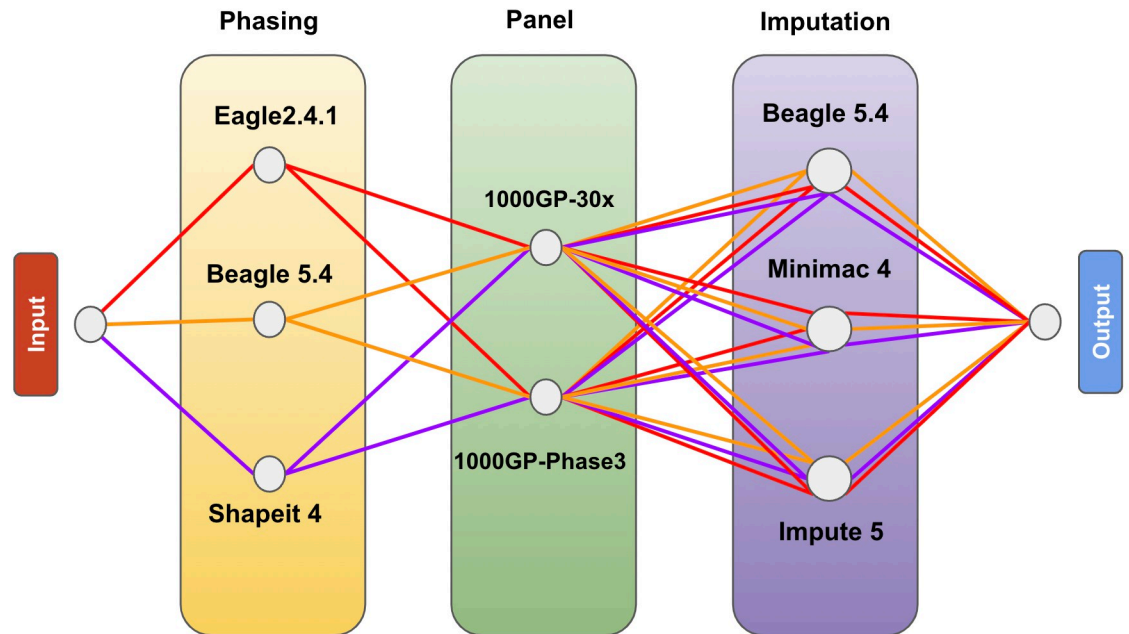 Phasing
Panel
Imputation
Eagle2.4.1
Beagle 5.4
1000GP-30x
Beagle 5.4
Minimac 4
Input
Output
1000GP-Phase3
Shapeit 4
Impute 5